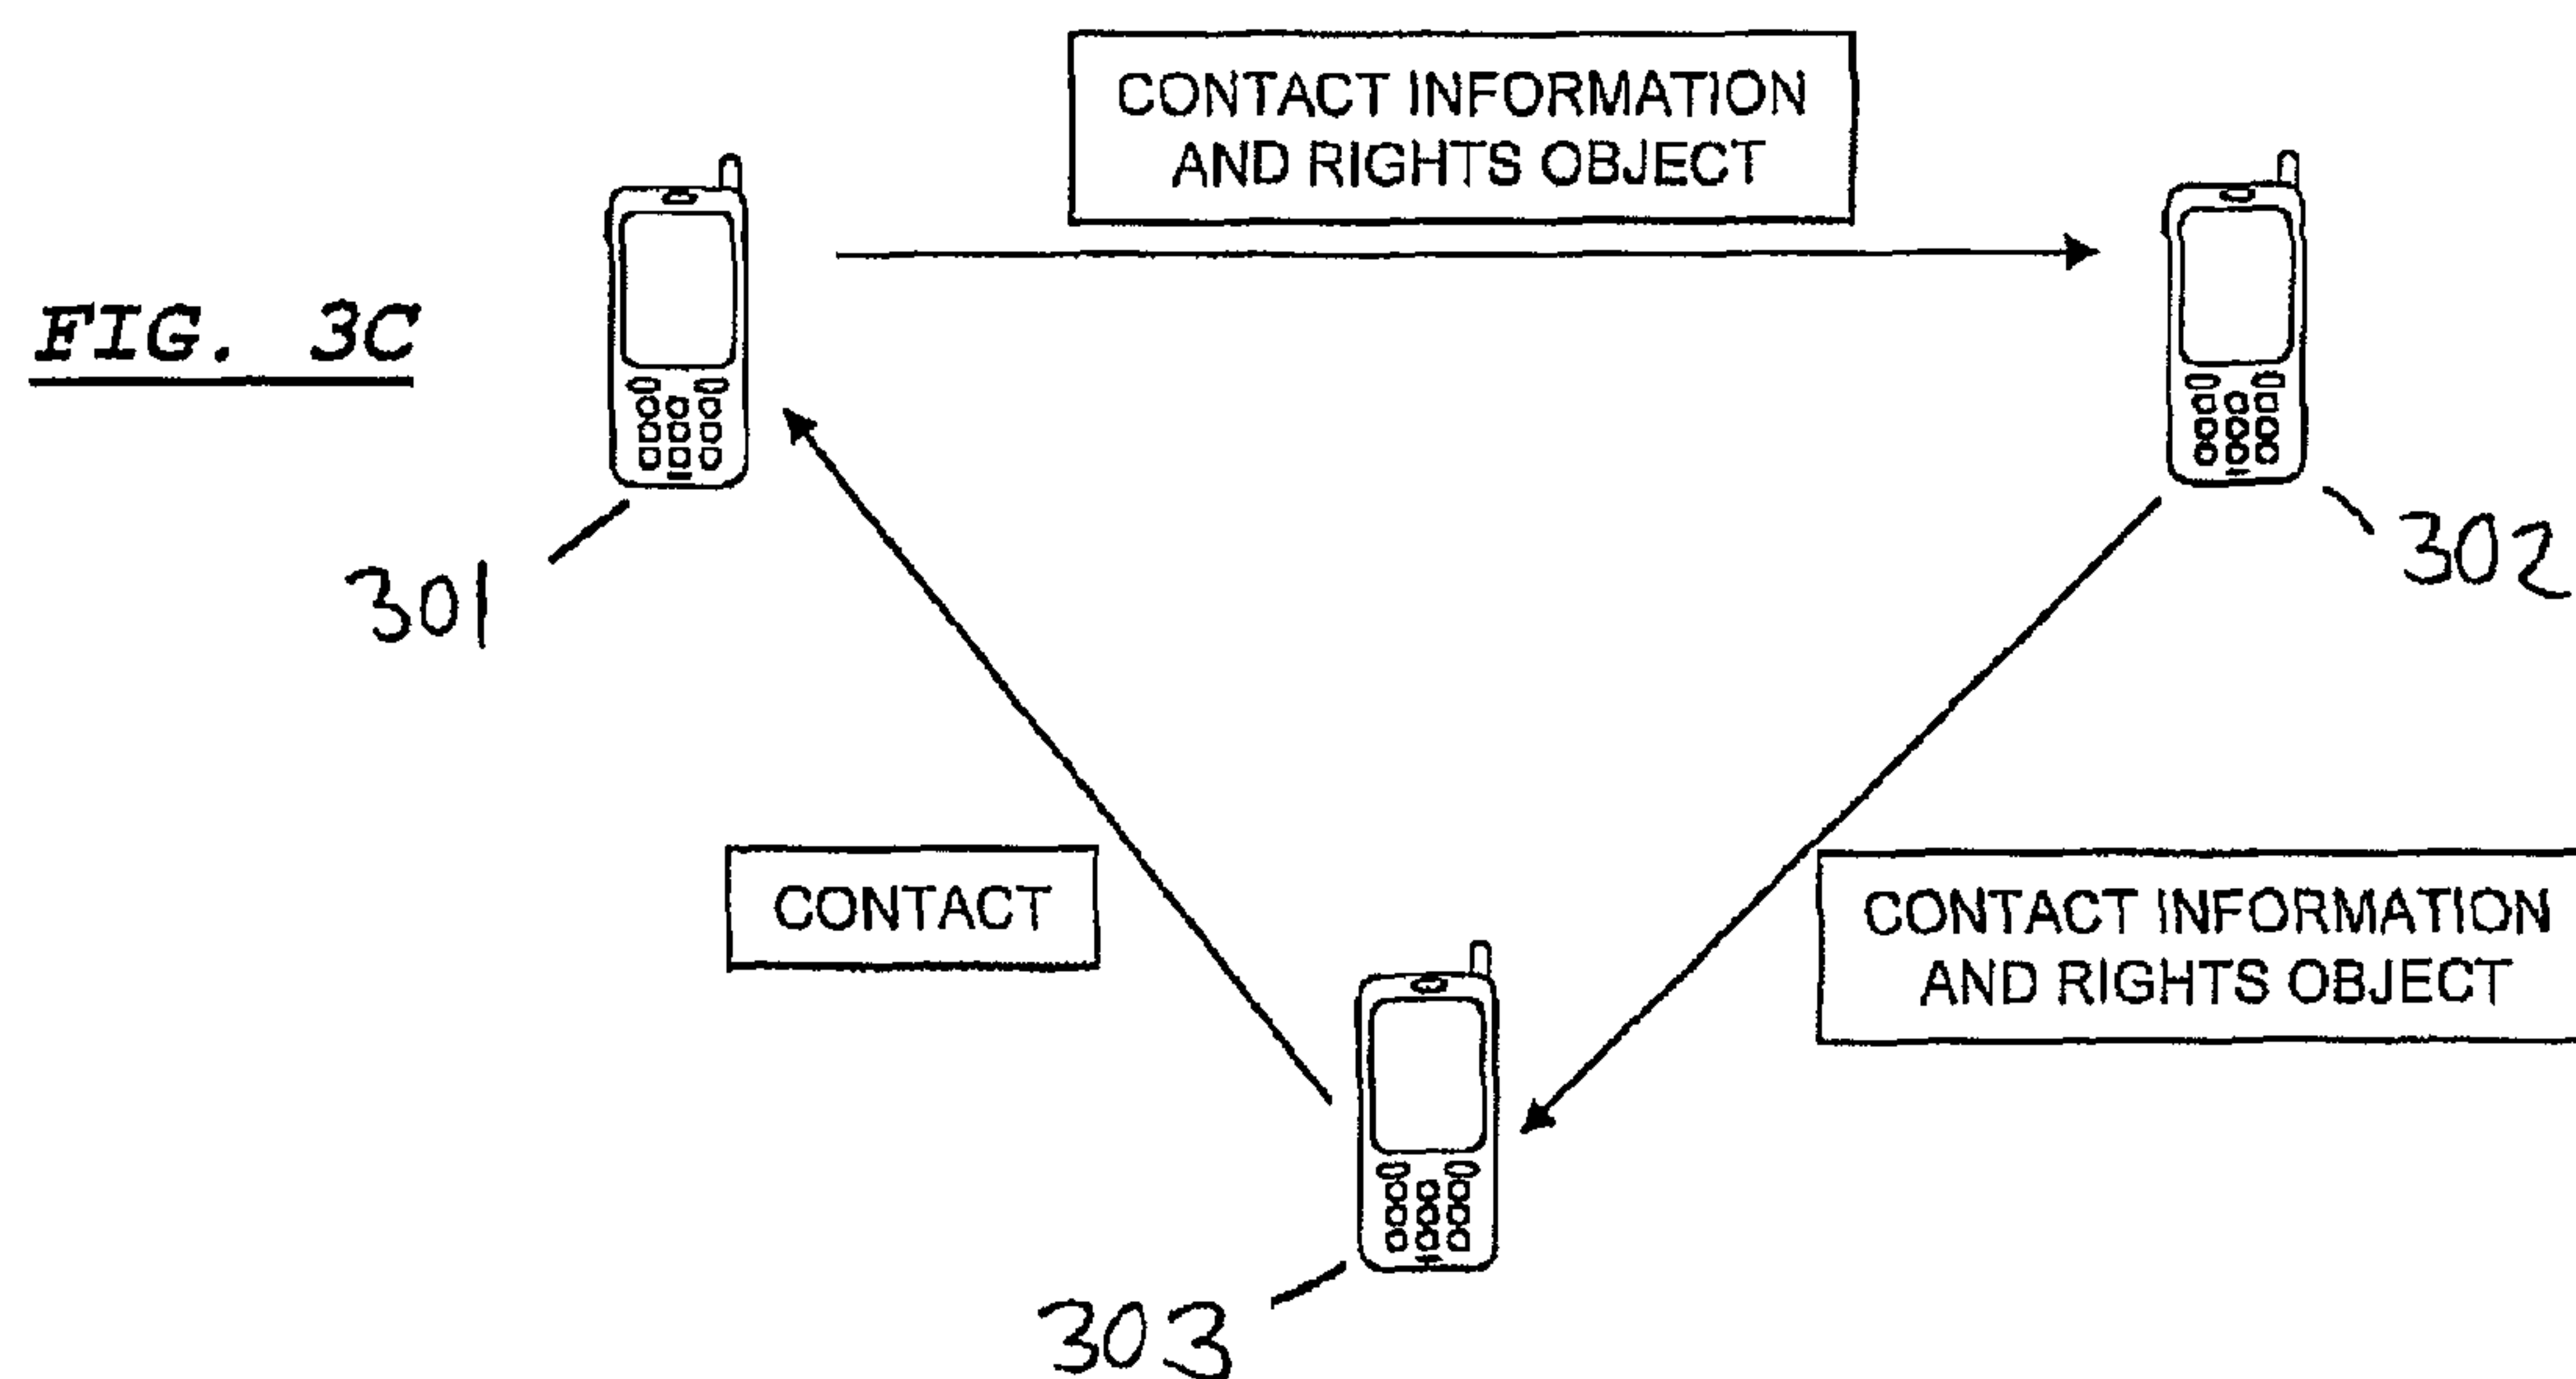 CONTACT INFORMATION
AND RIGHTS OBJECT
FIG. 3C
301
302
CONTACT
CONTACT INFORMATION
AND RIGHTS OBJECT
303